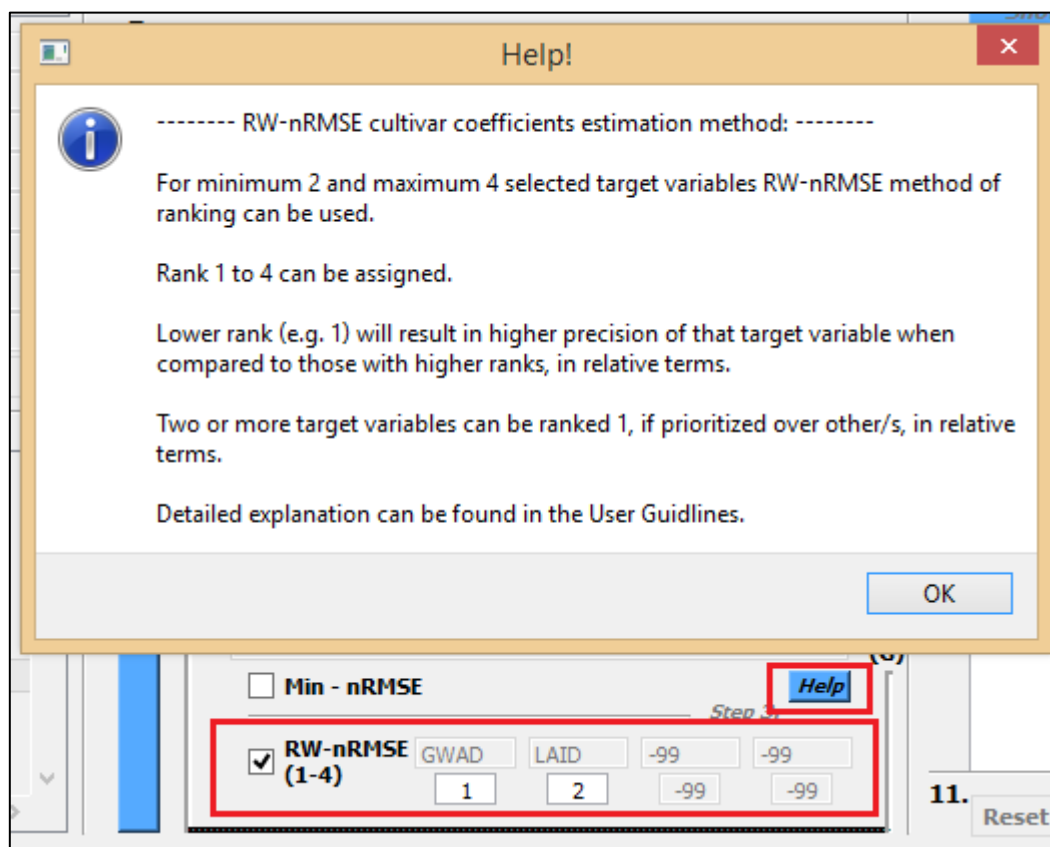 Help!
-------- RW-nRMSE cultivar coefficients estimation method: --------
For minimum 2 and maximum 4 selected target variables RW-nRMSE method of
ranking can be used.
Rank 1 to 4 can be assigned.
Lower rank (e.g. 1) will result in higher precision of that target variable when
compared to those with higher ranks, in relative terms.
Two or more target variables can be ranked 1, if prioritized over other/s, in relative
terms.
Detailed explanation can be found in the User Guidlines.
OK
Min - nRMSE
Help
Step 3.
RW-nRMSE GWAD LAID -99 -99
(1-4) 1 2 -99 -99
11.
Reset